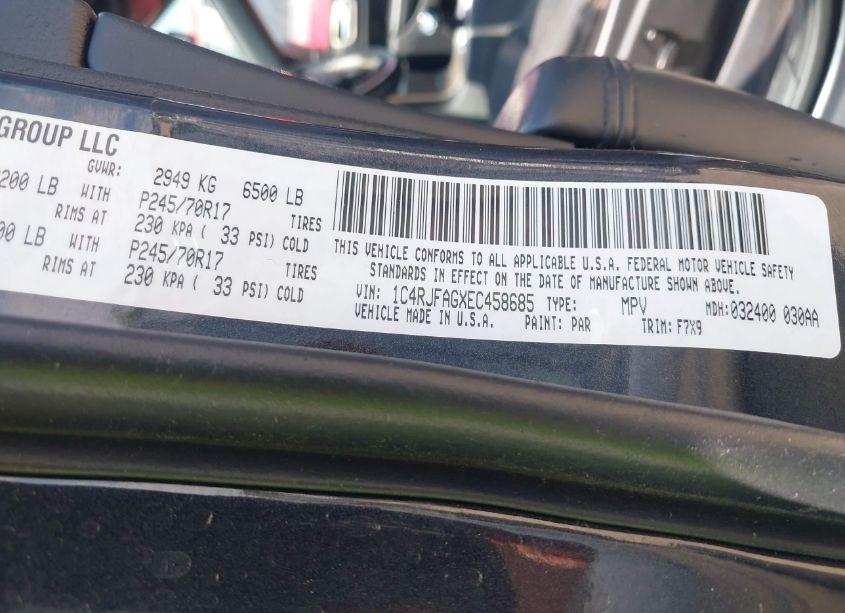 GROUP LLC
GVWR: 2949 KG 6500 LB
200 LB WITH P245/70R17 TIRES
RIMS AT 230 KPA ( 33 PSI) COLD
00 LB WITH P245/70R17 TIRES
RIMS AT 230 KPA ( 33 PSI) COLD
THIS VEHICLE CONFORMS TO ALL APPLICABLE U.S.A. FEDERAL MOTOR VEHICLE SAFETY
STANDARDS IN EFFECT ON THE DATE OF MANUFACTURE SHOWN ABOVE.
VIN: 1C4RJFAGXEC458685 TYPE: MPV MDH:032400 030AA
VEHICLE MADE IN U.S.A. PAINT: PAR TRIM: F7X9